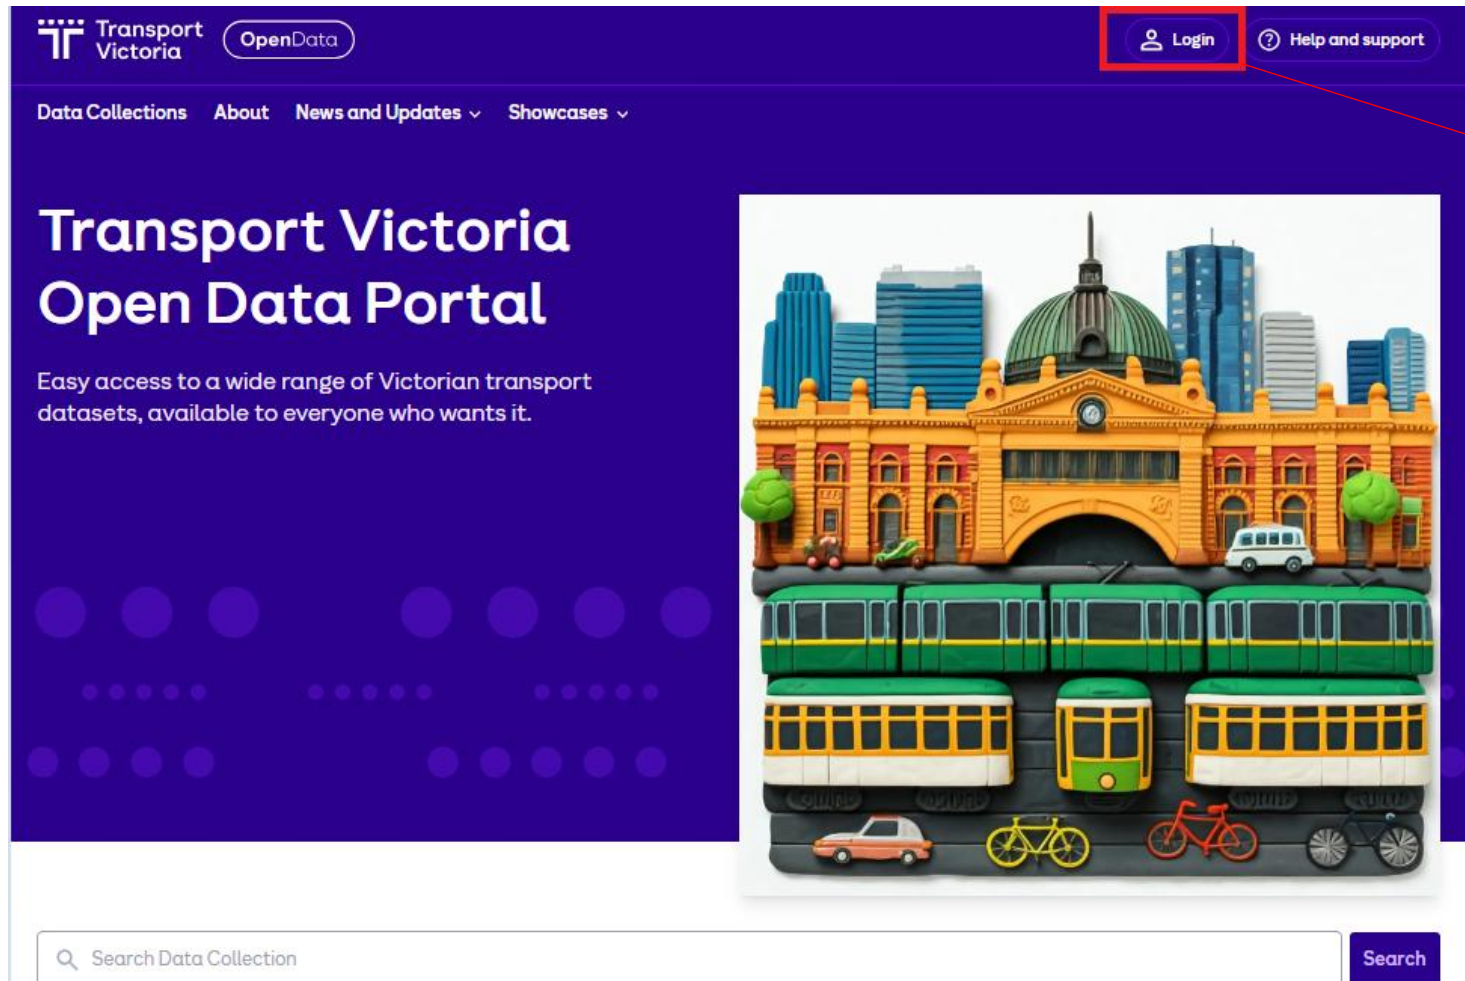 Transport
Victoria
OpenData
Login
Help and support
Data Collections About News and Updates Showcases
Transport Victoria
Open Data Portal
Easy access to a wide range of Victorian transport
datasets, available to everyone who wants it.
Search Data Collection
Search